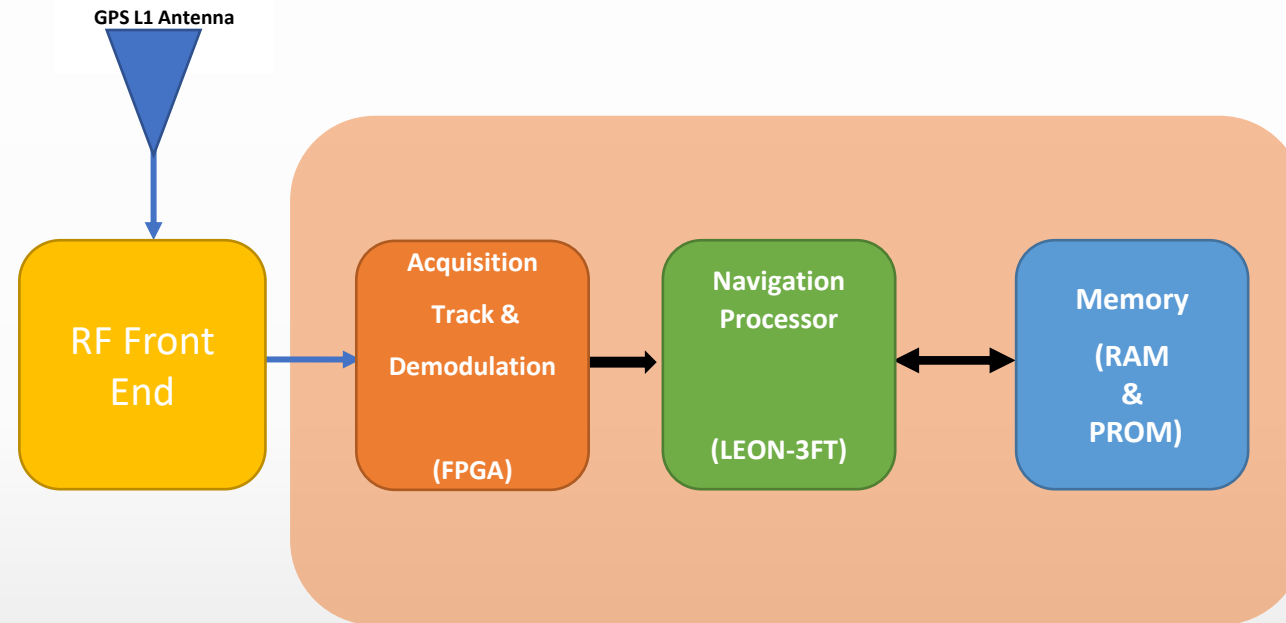 GPS L1 Antenna
RF Front
End
Acquisition
Track &
Demodulation
(FPGA)
Navigation
Processor
(LEON-3FT)
Memory
(RAM
&
PROM)